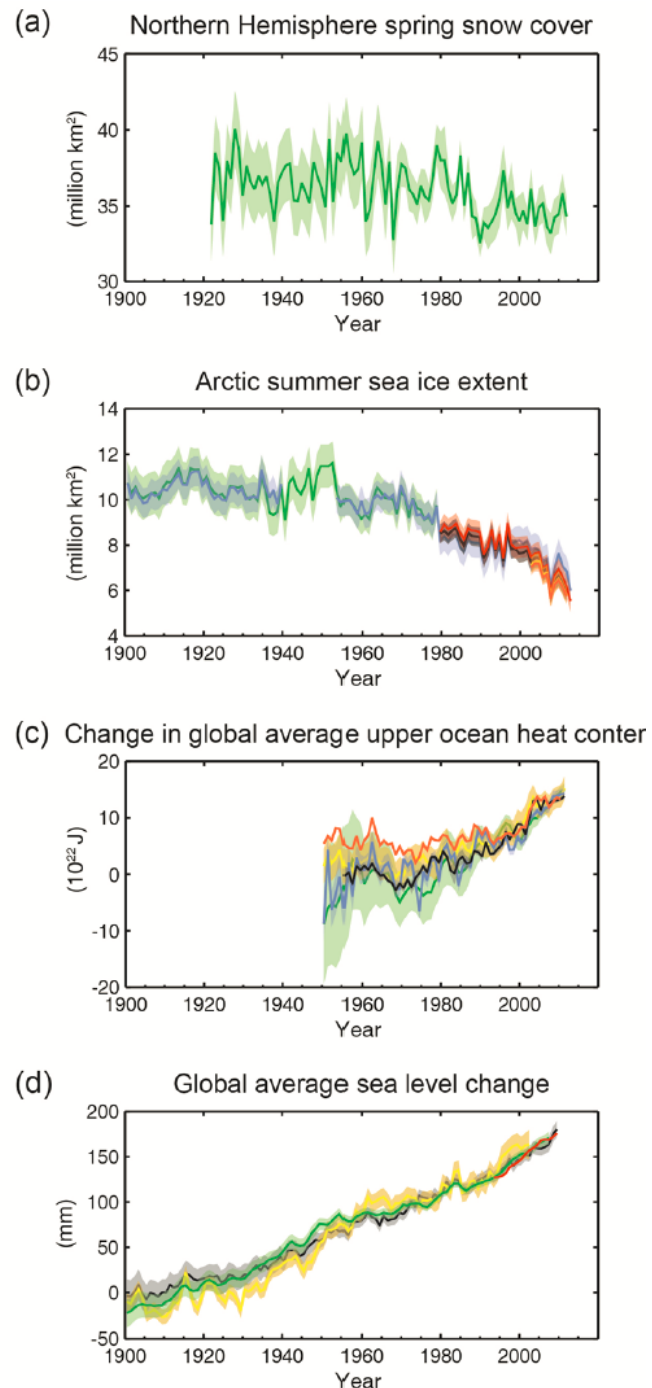 (a) Northern Hemisphere spring snow cover
45
40
35
30
(million km²)
1900 1920 1940 1960 1980 2000
Year
(b) Arctic summer sea ice extent
14
12
10
8
6
4
(million km²)
1900 1920 1940 1960 1980 2000
Year
(c) Change in global average upper ocean heat conter
20
10
0
-10
-20
(10²² J)
1900 1920 1940 1960 1980 2000
Year
(d) Global average sea level change
200
150
100
50
0
-50
(mm)
1900 1920 1940 1960 1980 2000
Year